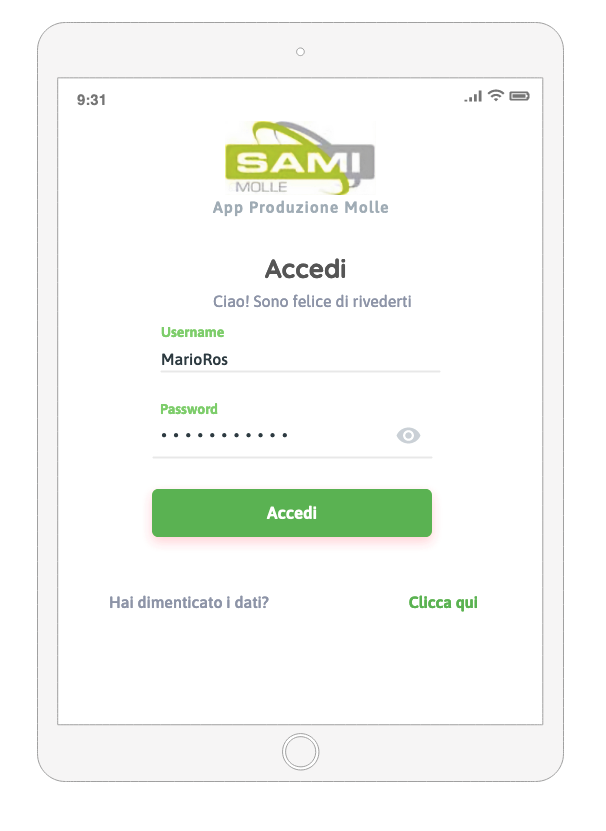 9:31
SAMI
MOLLE
App Produzione Molle
Accedi
Ciao! Sono felice di rivederti
Username
MarioRos
Password
•••••••••••
Accedi
Hai dimenticato i dati? Clicca qui